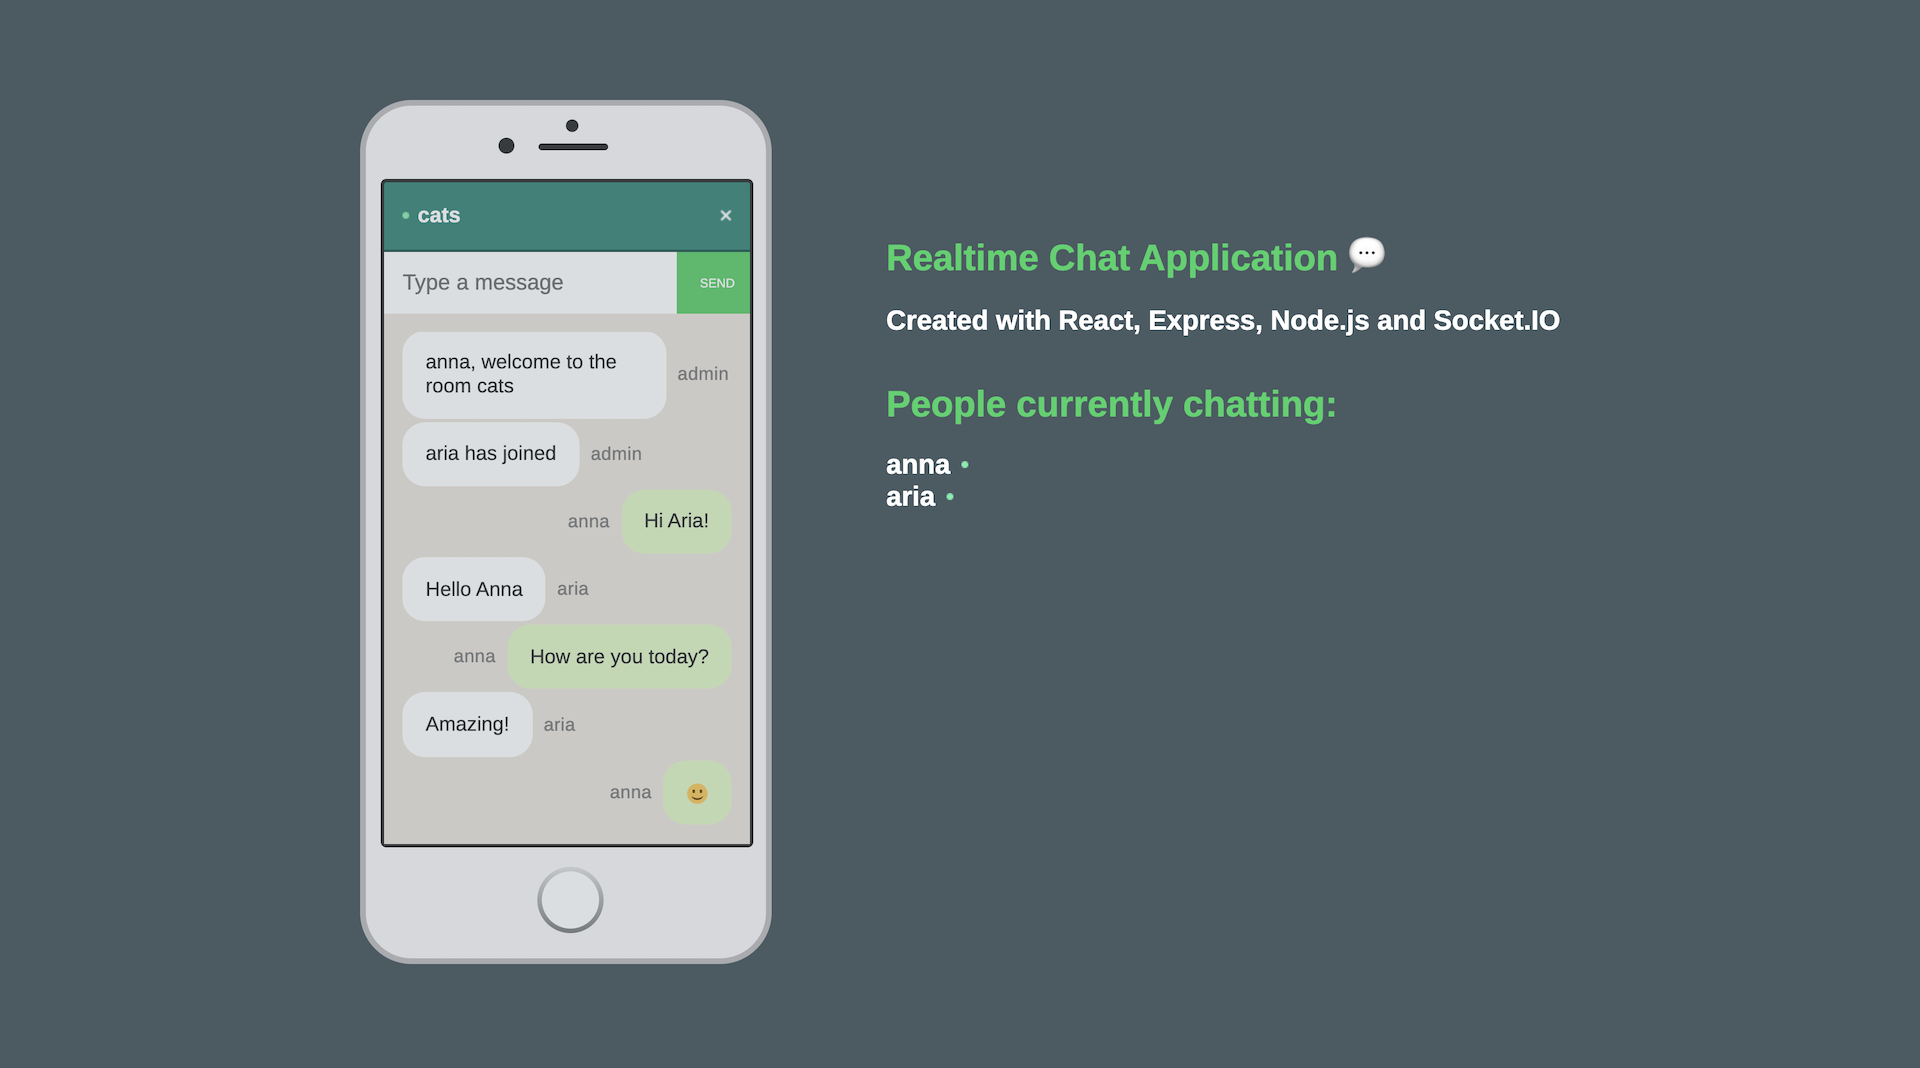 cats ×
Type a message SEND
anna, welcome to the
room cats
admin
aria has joined admin
anna Hi Aria!
Hello Anna aria
anna How are you today?
Amazing! aria
anna 🙂
Realtime Chat Application 💬
Created with React, Express, Node.js and Socket.IO
People currently chatting:
anna
aria